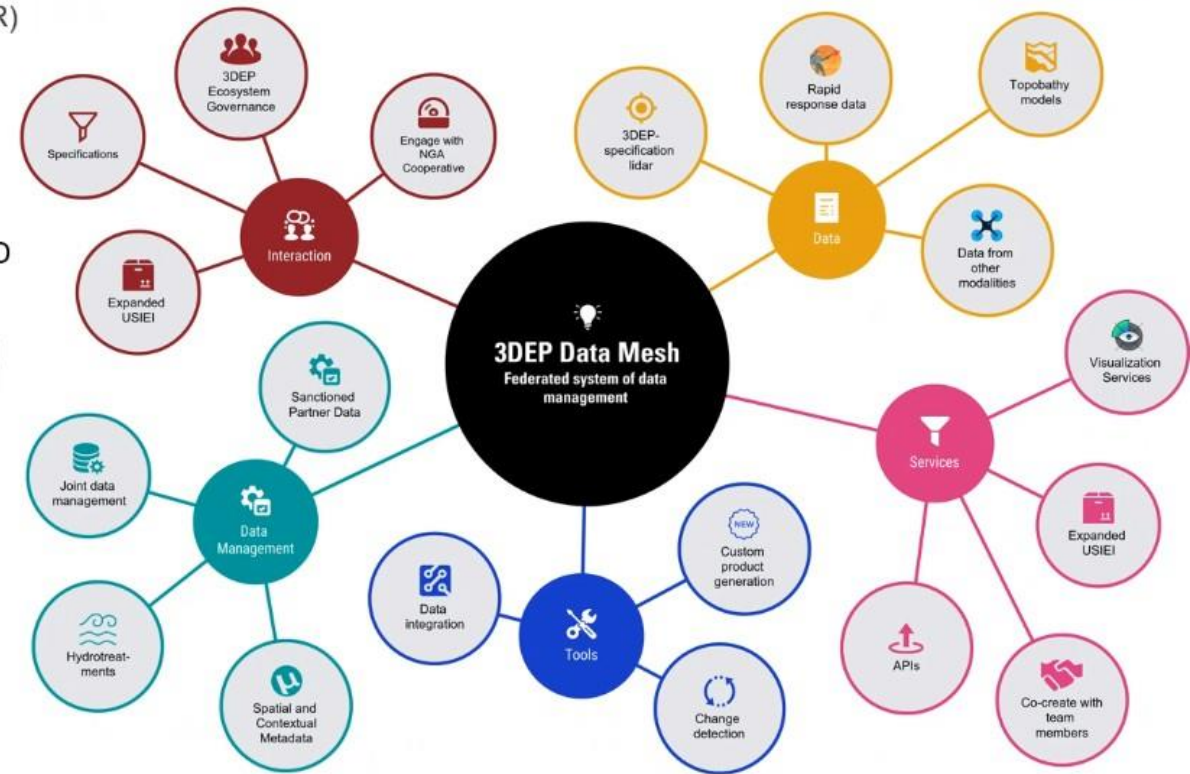 R)
3DEP
Ecosystem
Governance
Specifications
Engage with
NGA
Cooperative
Interaction
Expanded
USIEI
3DEP-
specification
lidar
Rapid
response data
Topobathy
models
Data
Data from
other
modalities
3DEP Data Mesh
Federated system of data
management
Sanctioned
Partner Data
Joint data
management
Data
Management
Hydrotreat-
ments
µ
Spatial and
Contextual
Metadata
Data
integration
NEW
Custom
product
generation
Tools
Change
detection
Visualization
Services
Services
Expanded
USIEI
APIs
Co-create with
team
members